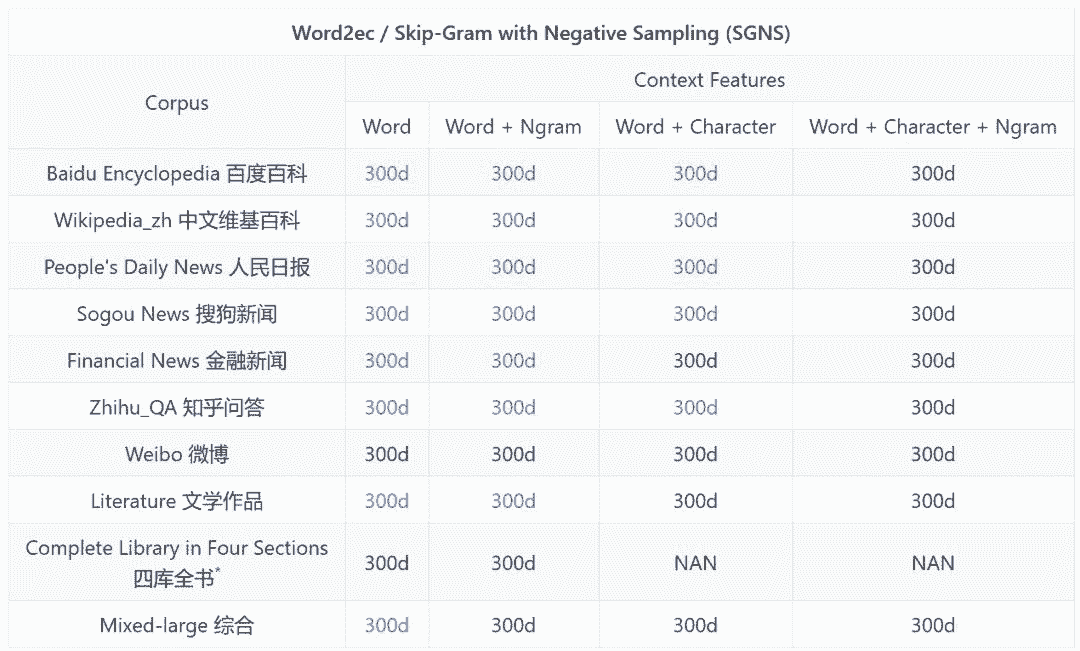 Word2ec / Skip-Gram with Negative Sampling (SGNS)
Corpus
Context Features
Word Word + Ngram Word + Character Word + Character + Ngram
Baidu Encyclopedia 百度百科 300d 300d 300d 300d
Wikipedia_zh 中文维基百科 300d 300d 300d 300d
People's Daily News 人民日报 300d 300d 300d 300d
Sogou News 搜狗新闻 300d 300d 300d 300d
Financial News 金融新闻 300d 300d 300d 300d
Zhihu_QA 知乎问答 300d 300d 300d 300d
Weibo 微博 300d 300d 300d 300d
Literature 文学作品 300d 300d 300d 300d
Complete Library in Four Sections
四库全书* 300d 300d NAN NAN
Mixed-large 综合 300d 300d 300d 300d